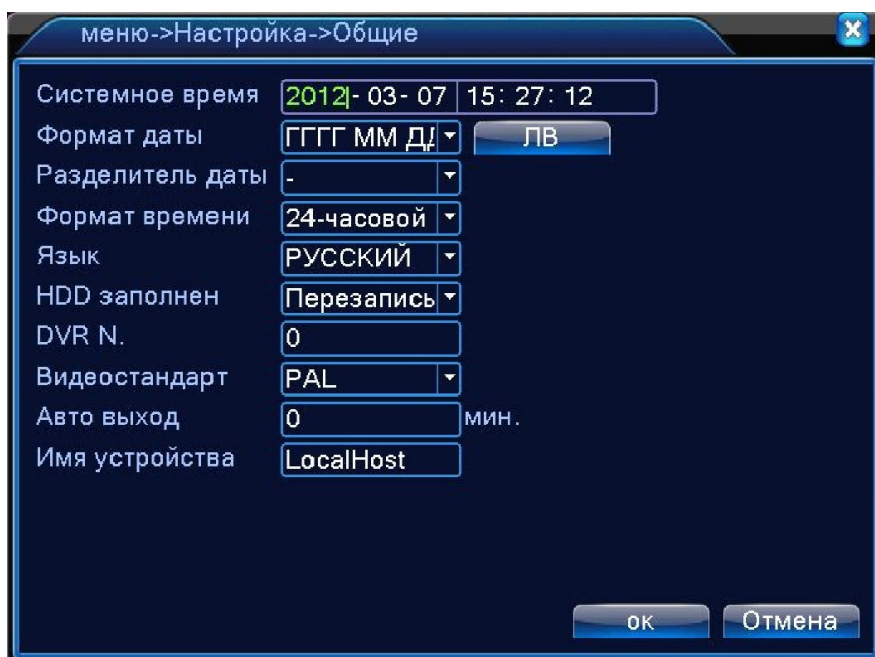 меню->Настройка->Общие
Системное время 2012- 03- 07 15: 27: 12
Формат даты ГГГГ ММ ДД ЛВ
Разделитель даты -
Формат времени 24-часовой
Язык РУССКИЙ
HDD заполнен Перезапись
DVR N. 0
Видеостандарт PAL
Авто выход 0 мин.
Имя устройства LocalHost
ок Отмена